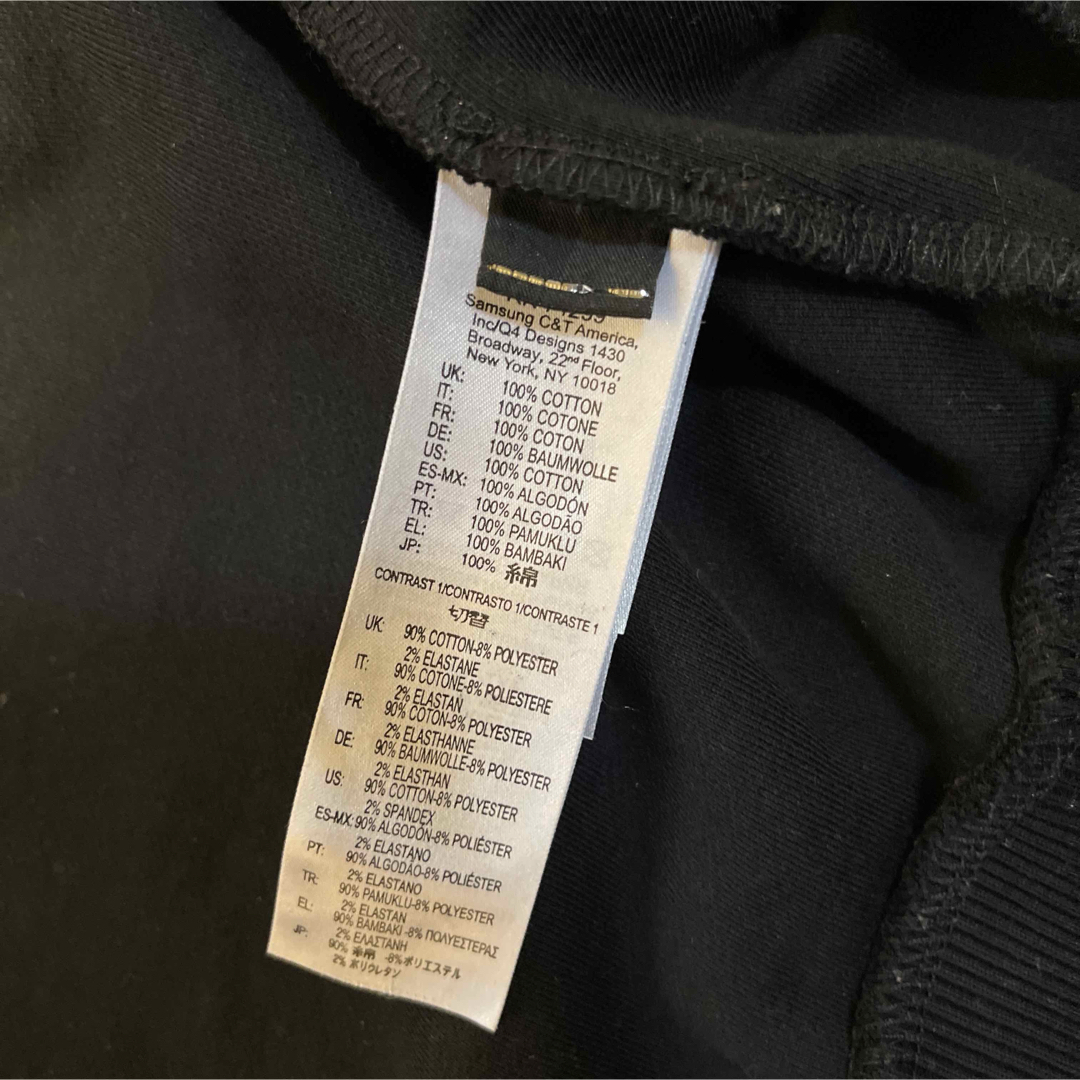 Samsung C&T America,
Inc/Q4 Designs 1430
Broadway, 22nd Floor,
New York, NY 10018
UK: 100% COTTON
IT: 100% COTONE
FR: 100% COTON
DE: 100% BAUMWOLLE
US: 100% COTTON
ES-MX: 100% ALGODÓN
PT: 100% ALGODÃO
TR: 100% PAMUKLU
EL: 100% BAMBAKI
JP: 100% 綿
CONTRAST 1/CONTRASTO 1/CONTRASTE 1
切替
UK: 90% COTTON-8% POLYESTER
2% ELASTANE
IT: 90% COTONE-8% POLIESTERE
2% ELASTAN
FR: 90% COTON-8% POLYESTER
2% ELASTHANNE
DE: 90% BAUMWOLLE-8% POLYESTER
2% ELASTHAN
US: 90% COTTON-8% POLYESTER
2% SPANDEX
ES-MX: 90% ALGODÓN-8% POLIÉSTER
2% ELASTANO
PT: 90% ALGODÃO-8% POLIÉSTER
2% ELASTANO
TR: 90% PAMUKLU-8% POLYESTER
2% ELASTAN
EL: 90% BAMBAKI -8% ΠΟΛΥΕΣΤΕΡΑΣ
2% ΕΛΑΣΤΑΝΗ
JP: 90% 綿 -8% ポリエステル
2% ポリウレタン